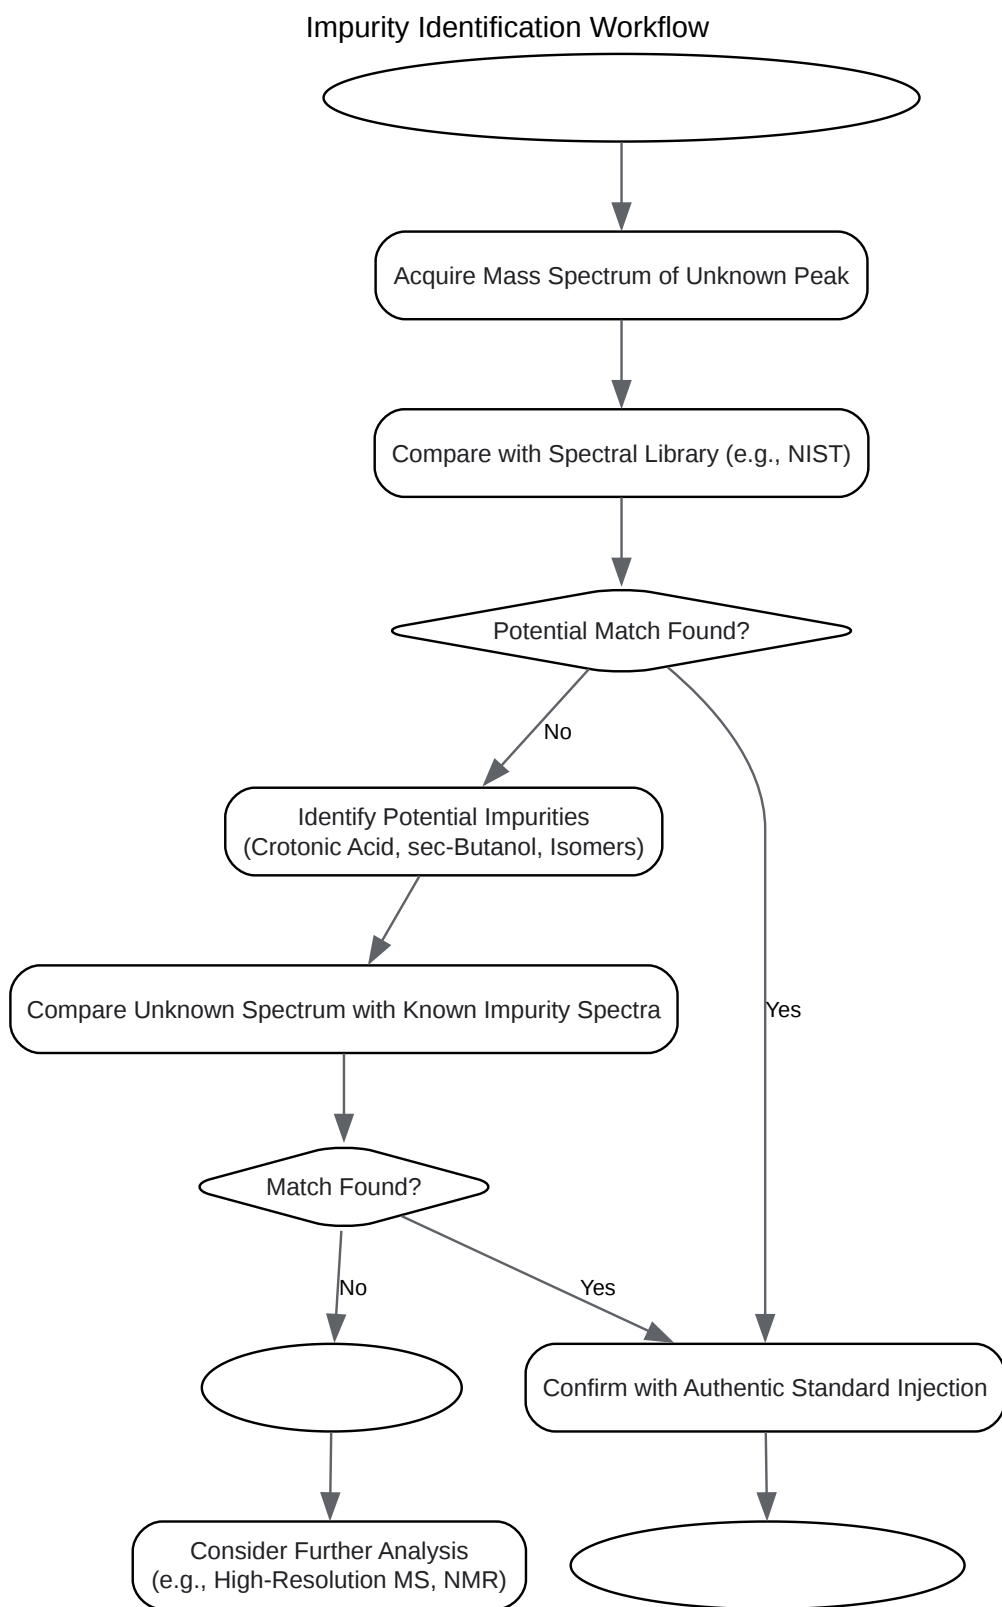 Impurity Identification Workflow
Acquire Mass Spectrum of Unknown Peak
Compare with Spectral Library (e.g., NIST)
Potential Match Found?
No
Identify Potential Impurities
(Crotonic Acid, sec-Butanol, Isomers)
Compare Unknown Spectrum with Known Impurity Spectra
Yes
Match Found?
No
Yes
Confirm with Authentic Standard Injection
Consider Further Analysis
(e.g., High-Resolution MS, NMR)